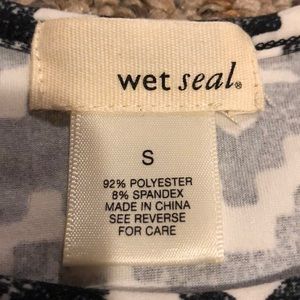 wet seal®
S
92% POLYESTER
8% SPANDEX
MADE IN CHINA
SEE REVERSE
FOR CARE